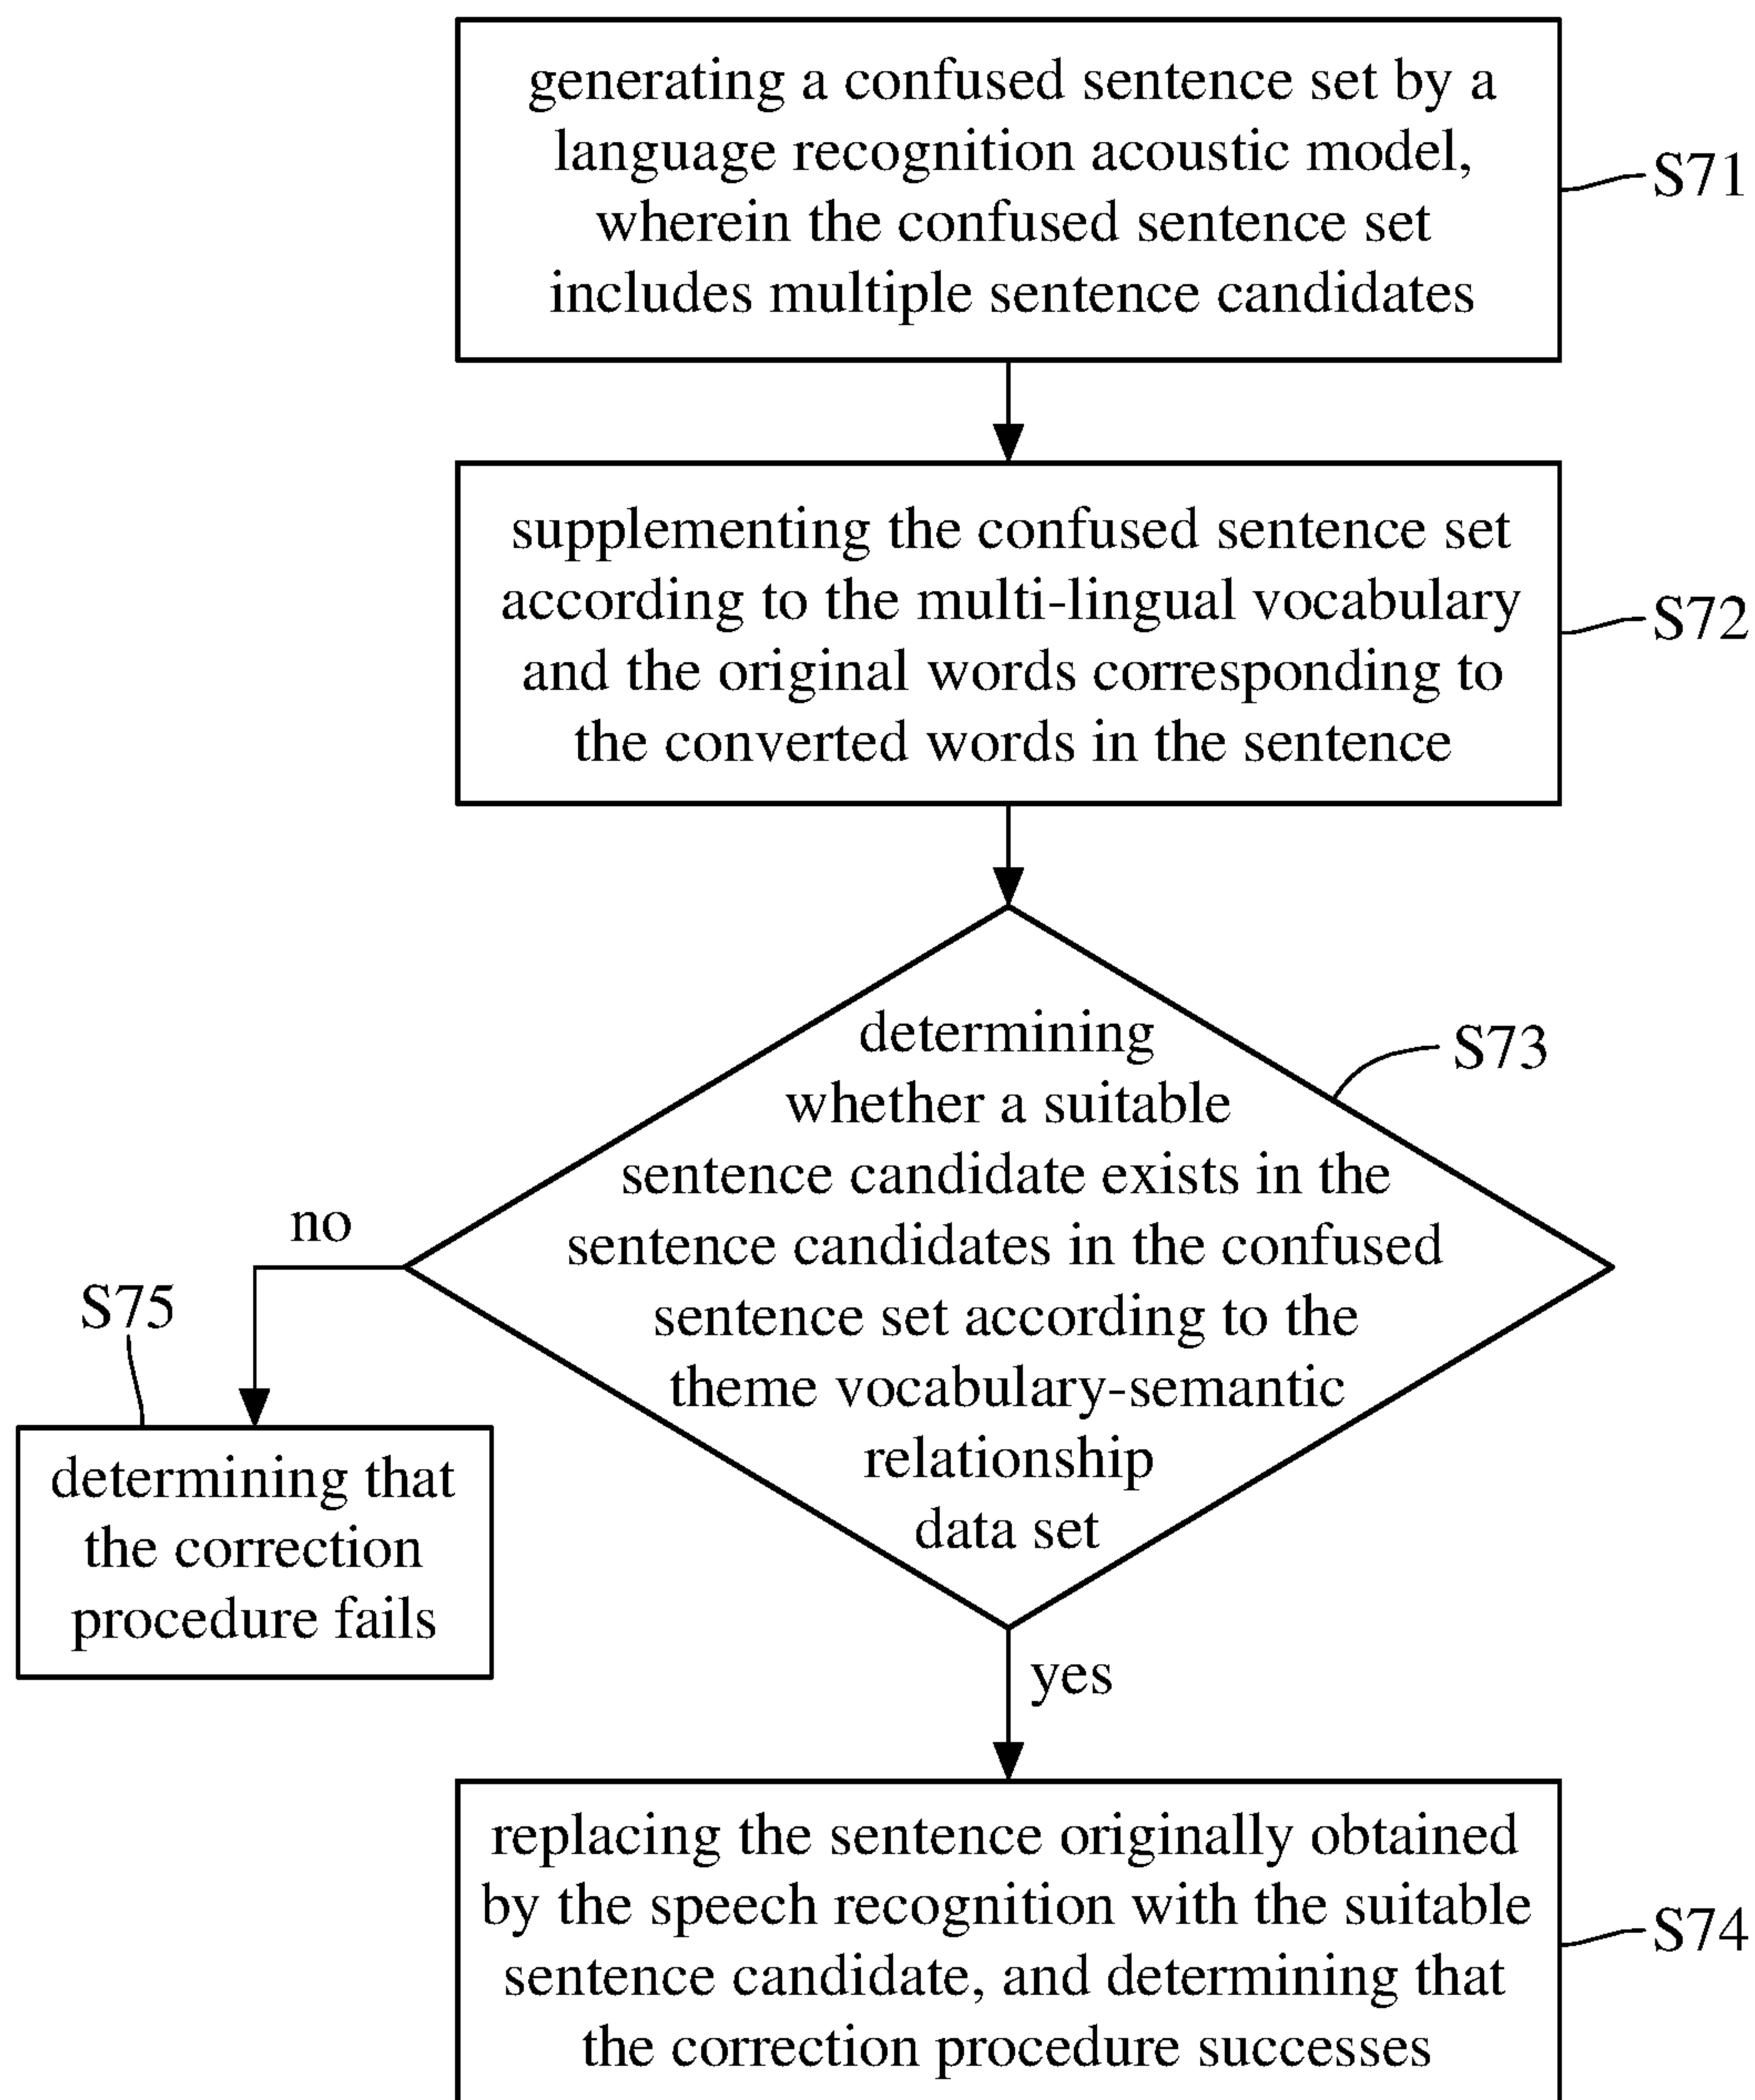 generating a confused sentence set by a
language recognition acoustic model,
wherein the confused sentence set
includes multiple sentence candidates
S71
supplementing the confused sentence set
according to the multi-lingual vocabulary
and the original words corresponding to
the converted words in the sentence
S72
determining
whether a suitable
sentence candidate exists in the
sentence candidates in the confused
sentence set according to the
theme vocabulary-semantic
relationship
data set
S73
no
S75
determining that
the correction
procedure fails
yes
replacing the sentence originally obtained
by the speech recognition with the suitable
sentence candidate, and determining that
the correction procedure successes
S74